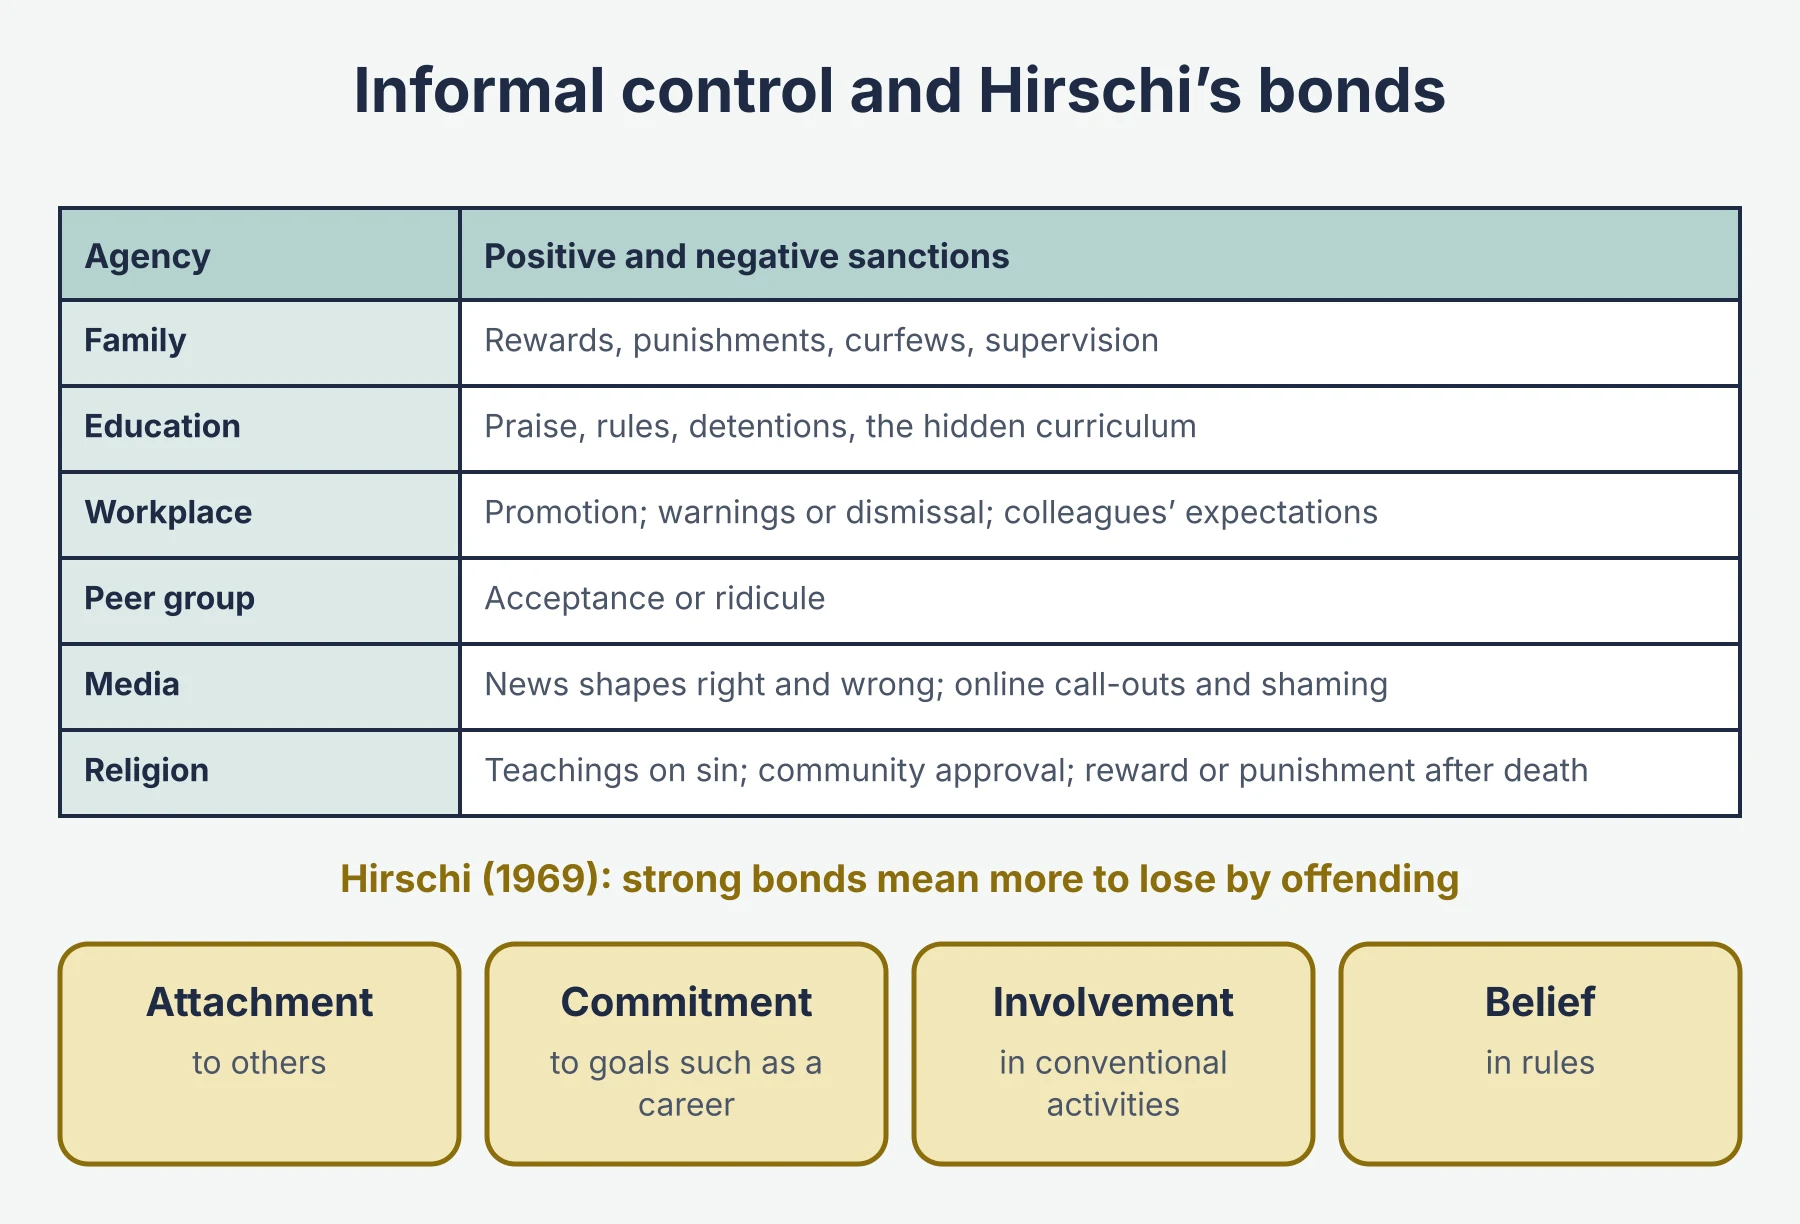 Informal control and Hirschi’s bonds
Agency
Positive and negative sanctions
Family
Rewards, punishments, curfews, supervision
Education
Praise, rules, detentions, the hidden curriculum
Workplace
Promotion; warnings or dismissal; colleagues’ expectations
Peer group
Acceptance or ridicule
Media
News shapes right and wrong; online call-outs and shaming
Religion
Teachings on sin; community approval; reward or punishment after death
Hirschi (1969): strong bonds mean more to lose by offending
Attachment
to others
Commitment
to goals such as a
career
Involvement
in conventional
activities
Belief
in rules